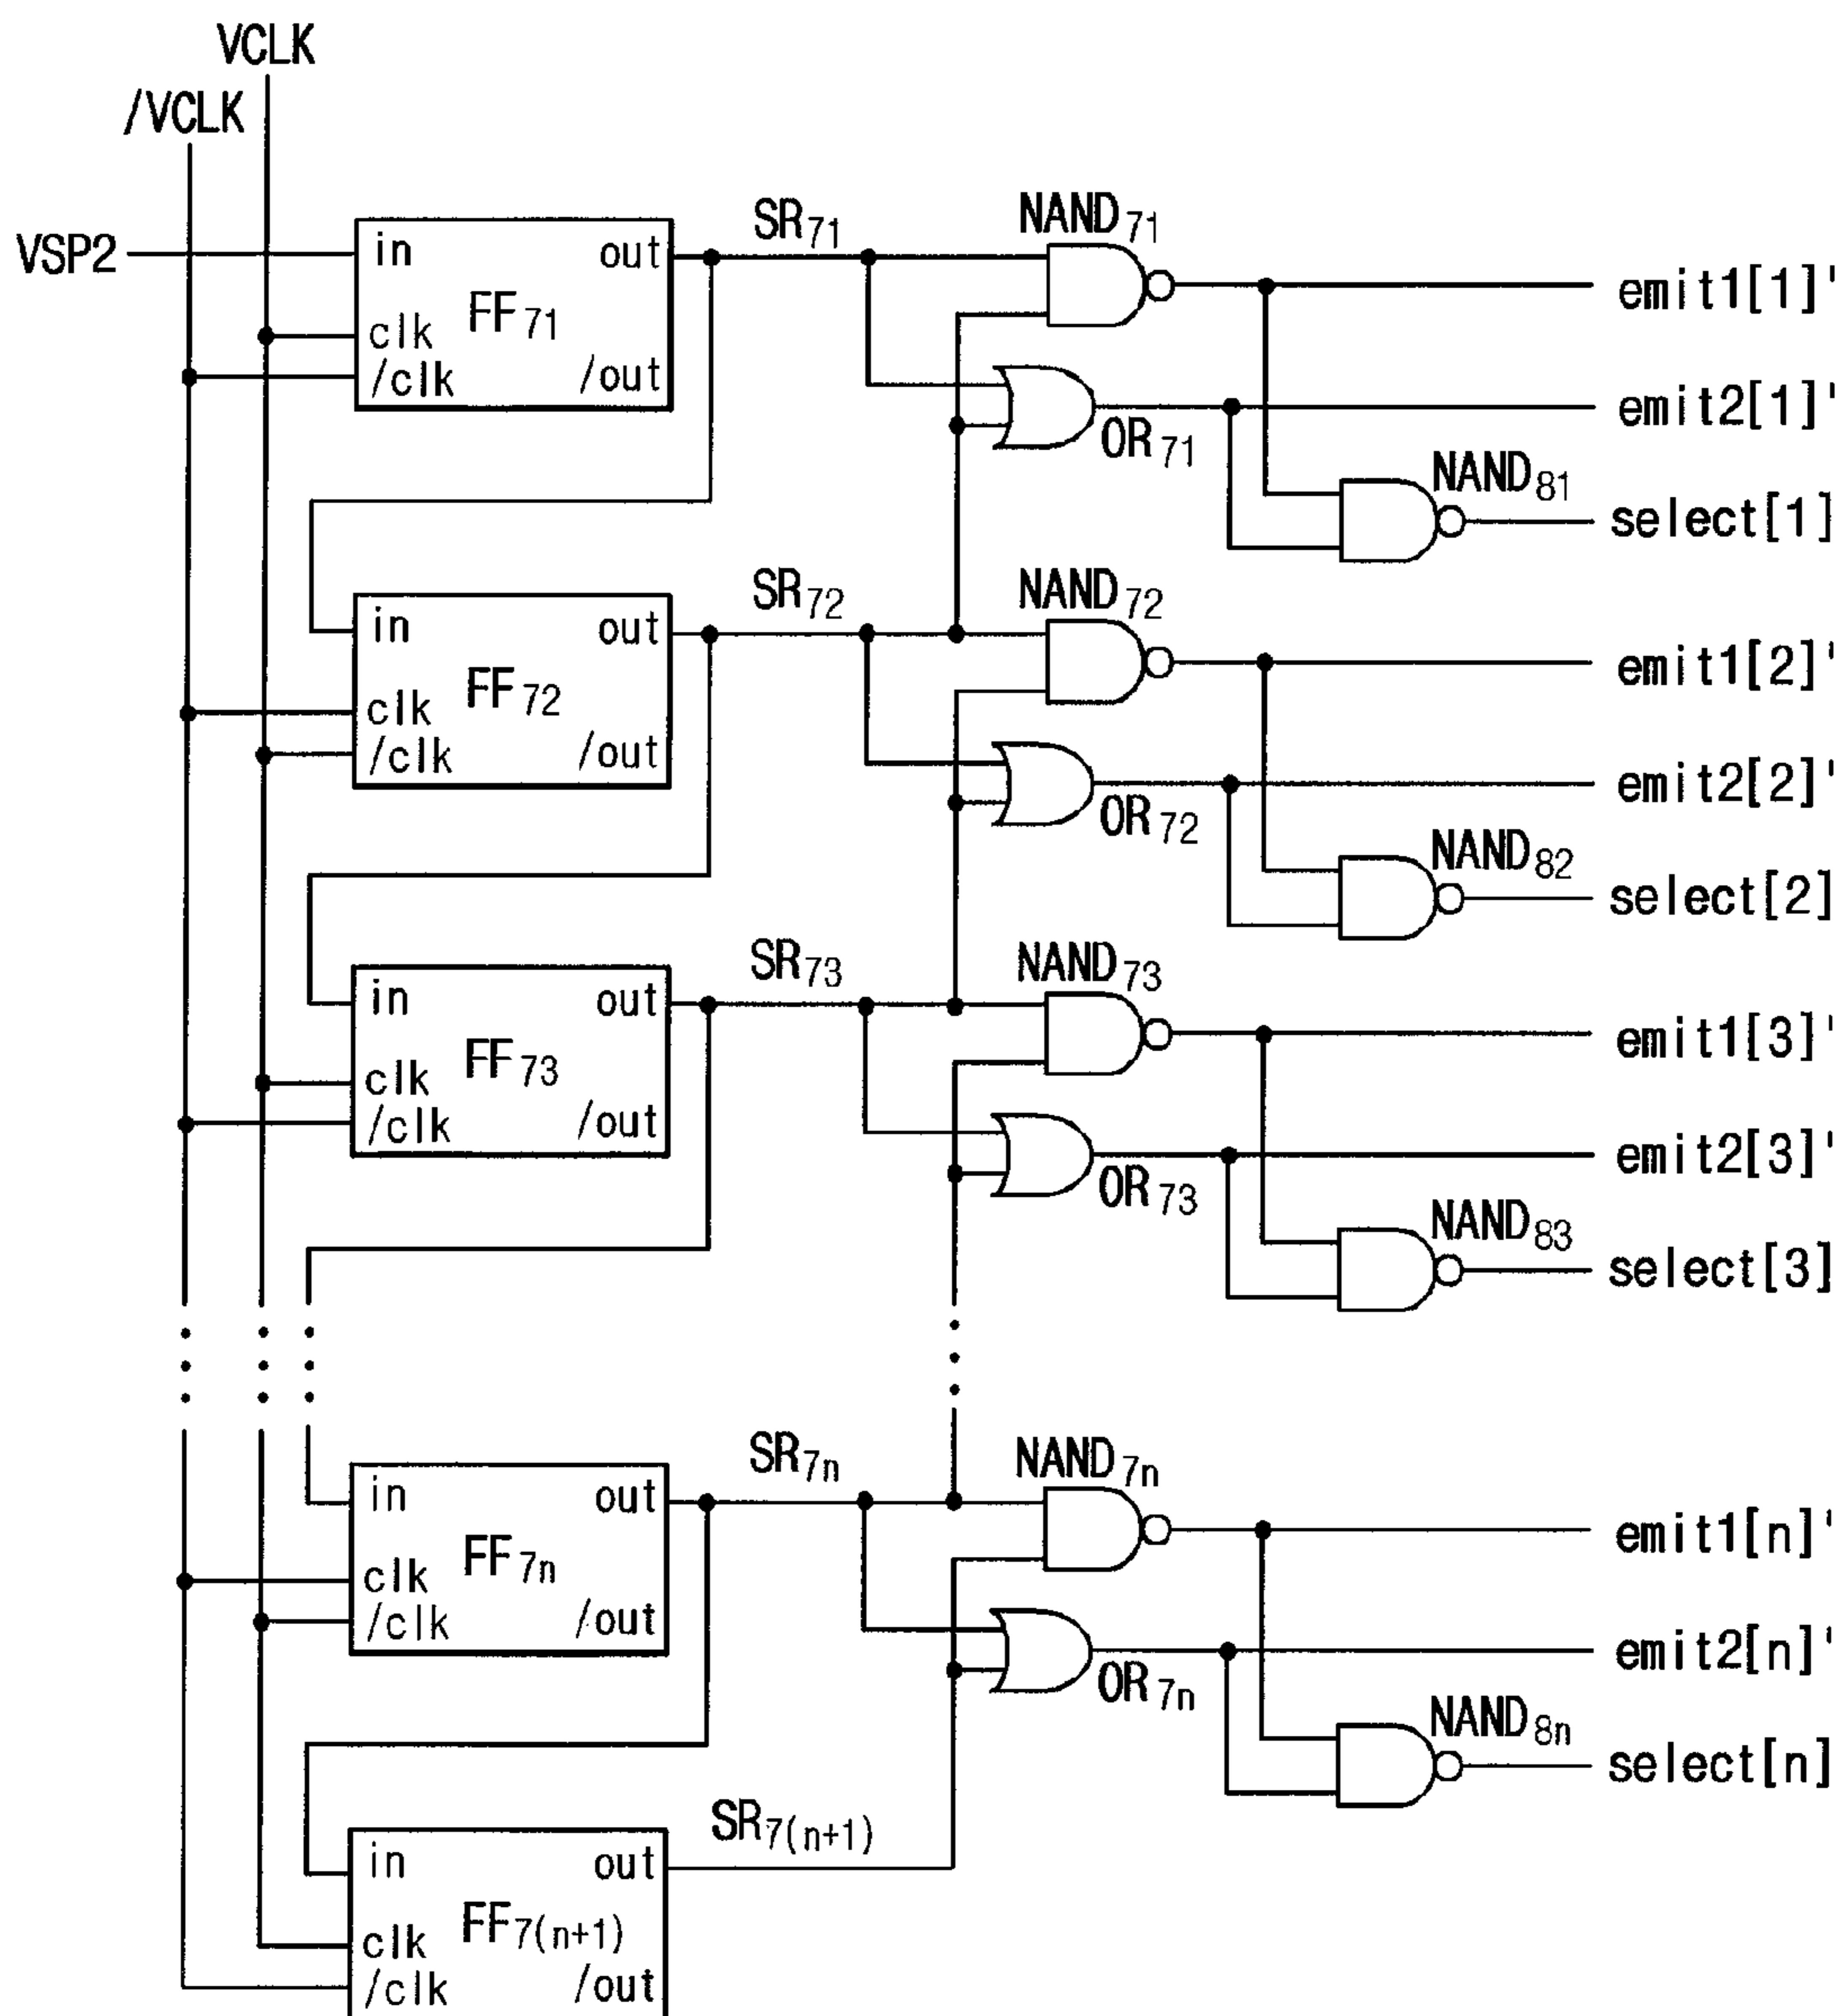 VCLK
/VCLK
VSP2
in out
FF71
clk
/clk /out
SR71
NAND71
emit1[1]'
OR71
emit2[1]'
NAND81
select[1]
in out
FF72
clk
/clk /out
SR72
NAND72
emit1[2]'
OR72
emit2[2]'
NAND82
select[2]
in out
FF73
clk
/clk /out
SR73
NAND73
emit1[3]'
OR73
emit2[3]'
NAND83
select[3]
in out
FF7n
clk
/clk /out
SR7n
NAND7n
emit1[n]'
OR7n
emit2[n]'
NAND8n
select[n]
in out
FF7(n+1)
clk
/clk /out
SR7(n+1)